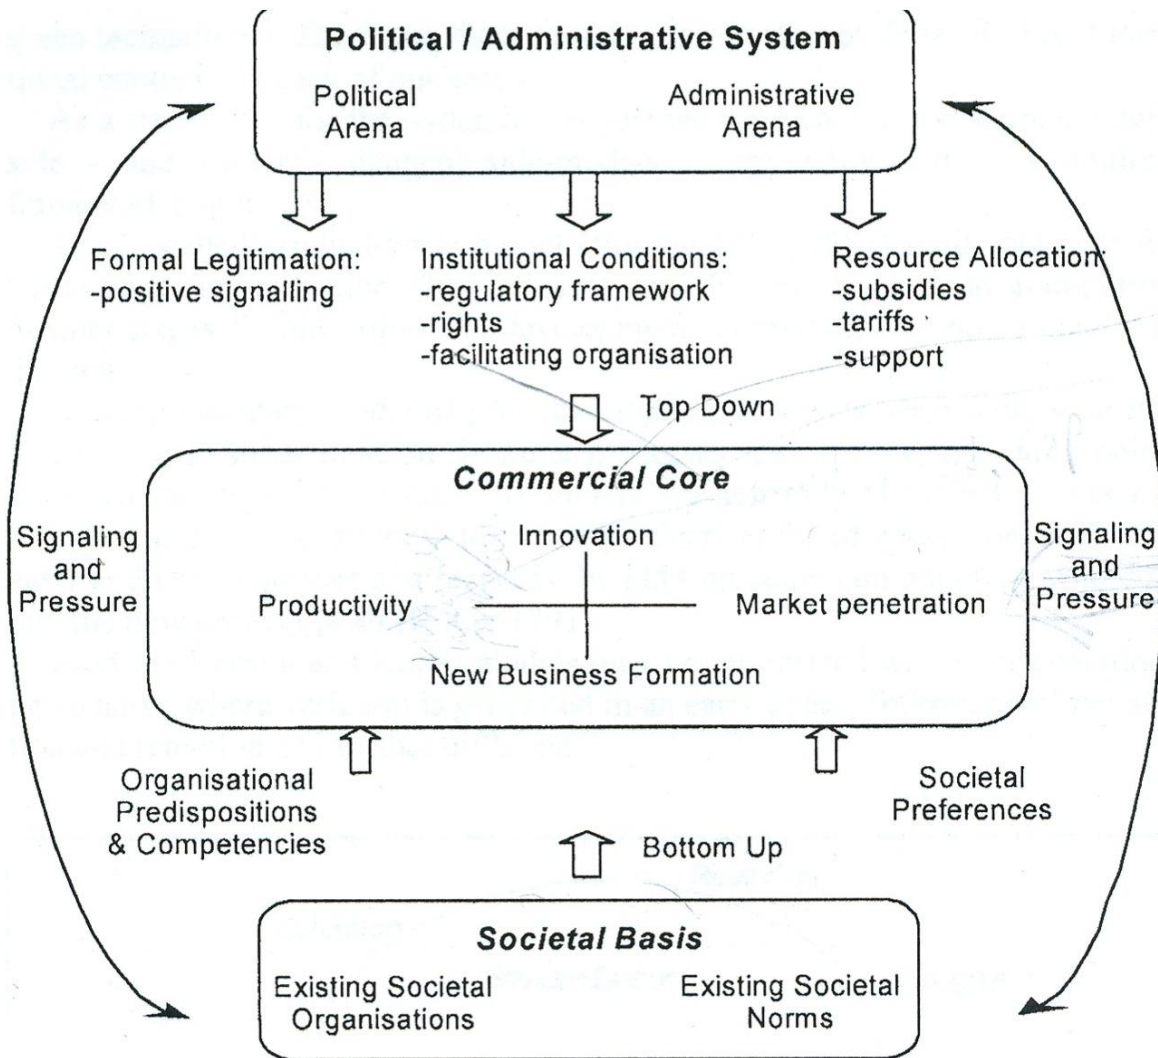 Political / Administrative System
Political
Arena
Administrative
Arena
Formal Legitimation:
-positive signalling
Institutional Conditions:
-regulatory framework
-rights
-facilitating organisation
Resource Allocation:
-subsidies
-tariffs
-support
Top Down
Commercial Core
Innovation
Productivity
Market penetration
New Business Formation
Signaling
and
Pressure
Signaling
and
Pressure
Organisational
Predispositions
& Competencies
Societal
Preferences
Bottom Up
Societal Basis
Existing Societal
Organisations
Existing Societal
Norms